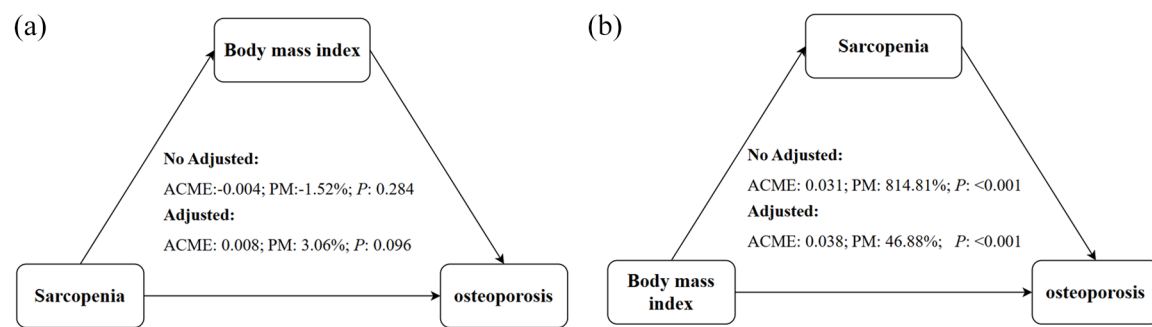 (a)
Body mass index
No Adjusted:
ACME:-0.004; PM:-1.52%; P: 0.284
Adjusted:
ACME: 0.008; PM: 3.06%; P: 0.096
Sarcopenia
osteoporosis
(b)
Sarcopenia
No Adjusted:
ACME: 0.031; PM: 814.81%; P: <0.001
Adjusted:
ACME: 0.038; PM: 46.88%; P: <0.001
Body mass
index
osteoporosis